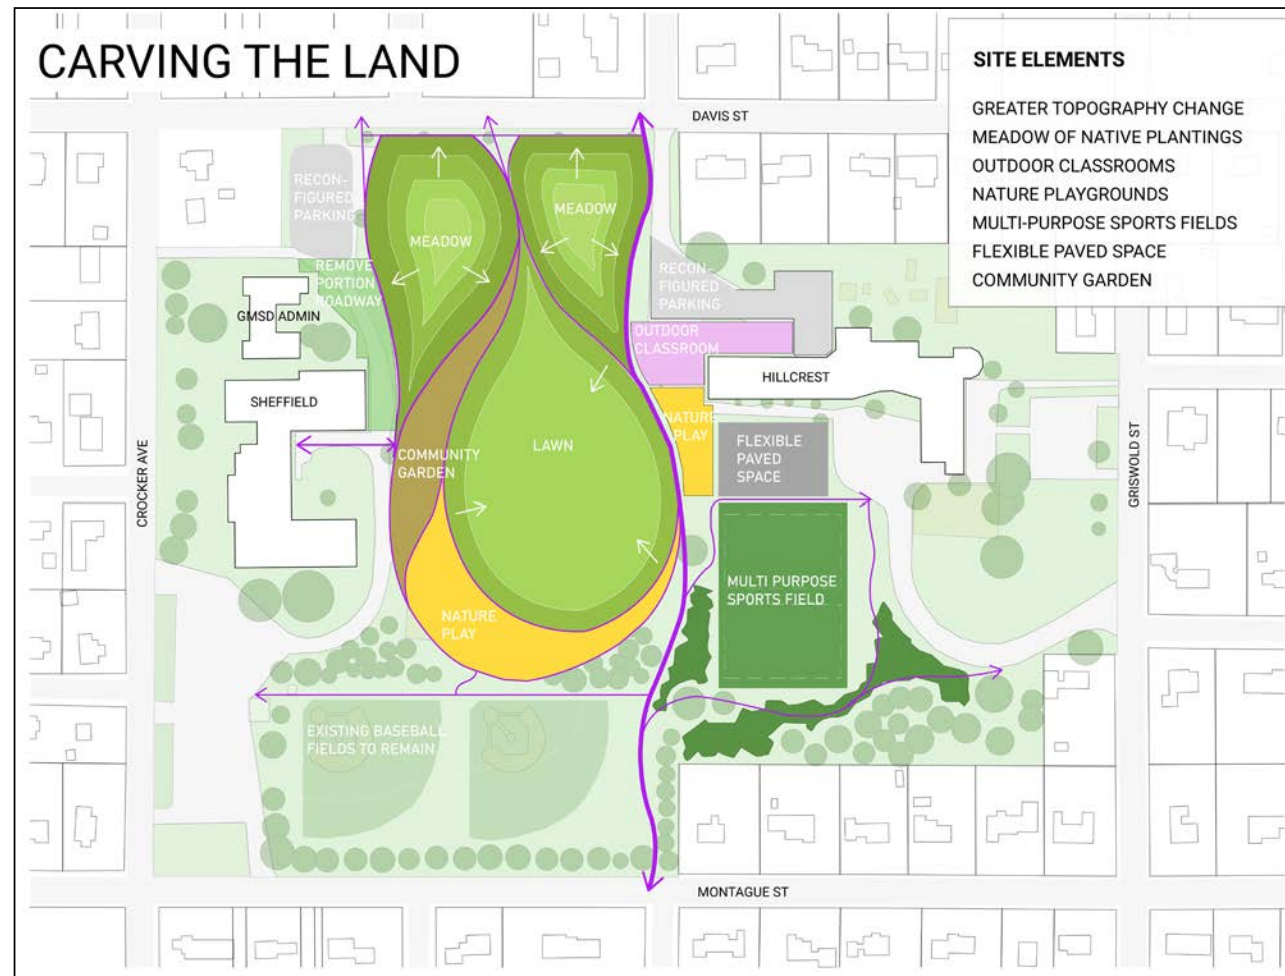 CARVING THE LAND
SITE ELEMENTS
GREATER TOPOGRAPHY CHANGE
MEADOW OF NATIVE PLANTINGS
OUTDOOR CLASSROOMS
NATURE PLAYGROUNDS
MULTI-PURPOSE SPORTS FIELDS
FLEXIBLE PAVED SPACE
COMMUNITY GARDEN
DAVIS ST
RECON-
FIGURED
PARKING
MEADOW
MEADOW
REMOVE
PORTION
ROADWAY
RECON-
FIGURED
PARKING
GMSD ADMIN
OUTDOOR
CLASSROOM
HILLCREST
SHEFFIELD
NATURE
PLAY
LAWN
FLEXIBLE
PAVED
SPACE
COMMUNITY
GARDEN
CROCKER AVE
GRISWOLD ST
MULTI PURPOSE
SPORTS FIELD
NATURE
PLAY
EXISTING BASEBALL
FIELDS TO REMAIN
MONTAGUE ST